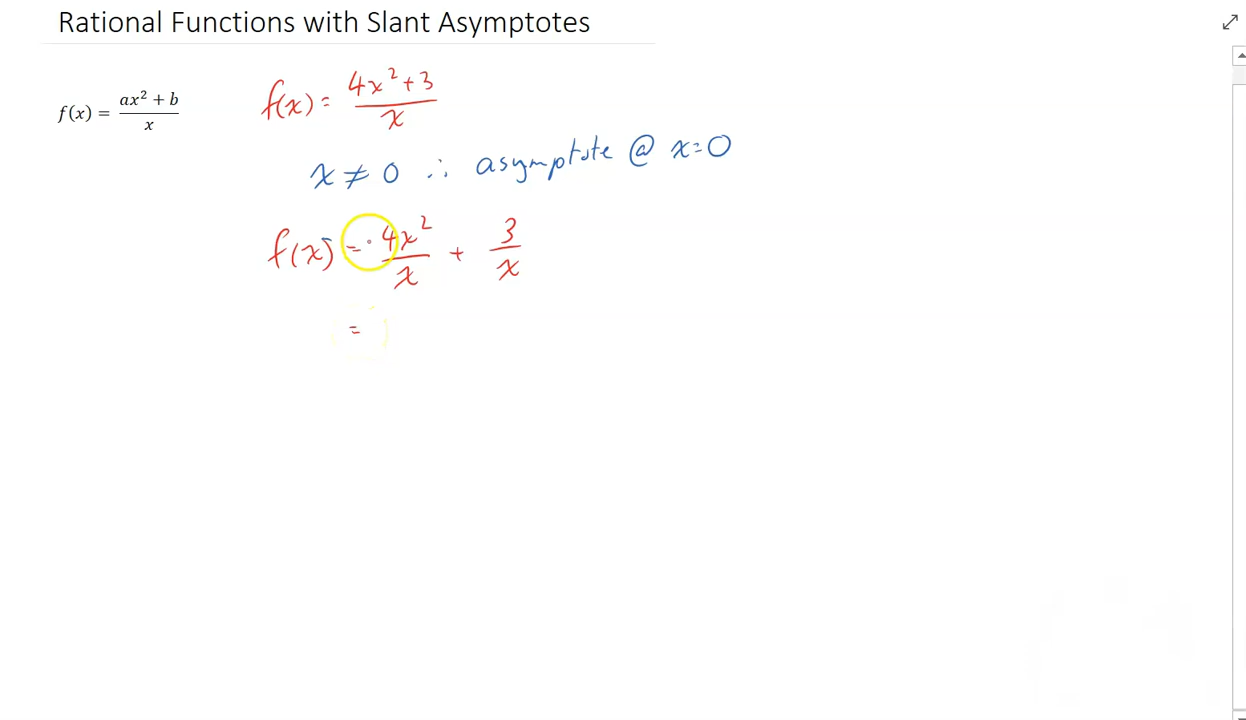 Rational Functions with Slant Asymptotes
f(x) = (ax² + b)/x
f(x) = (4x² + 3)/x
x ≠ 0 ∴ asymptote @ x = 0
f(x) = 4x²/x + 3/x
=